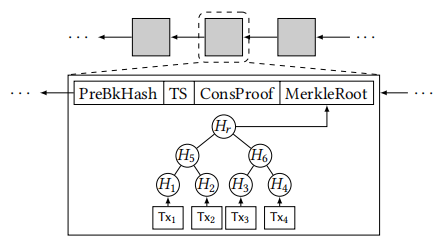 ··· ···
··· PreBkHash TS ConsProof MerkleRoot ···
Hr
H5 H6
H1 H2 H3 H4
Tx1 Tx2 Tx3 Tx4